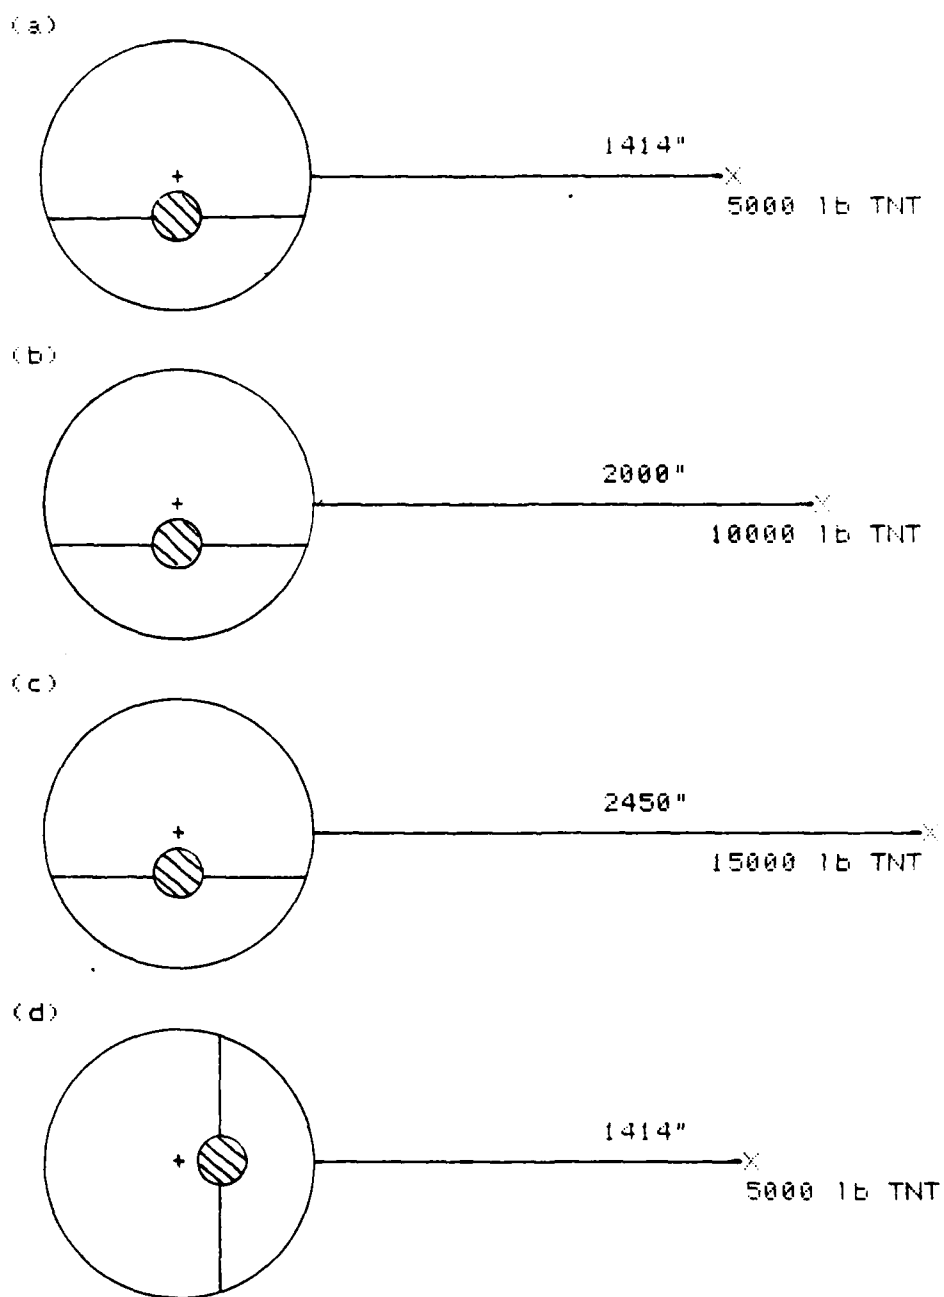 (a)
1414"
5000 lb TNT
(b)
2000"
10000 lb TNT
(c)
2450"
15000 lb TNT
(d)
1414"
5000 lb TNT